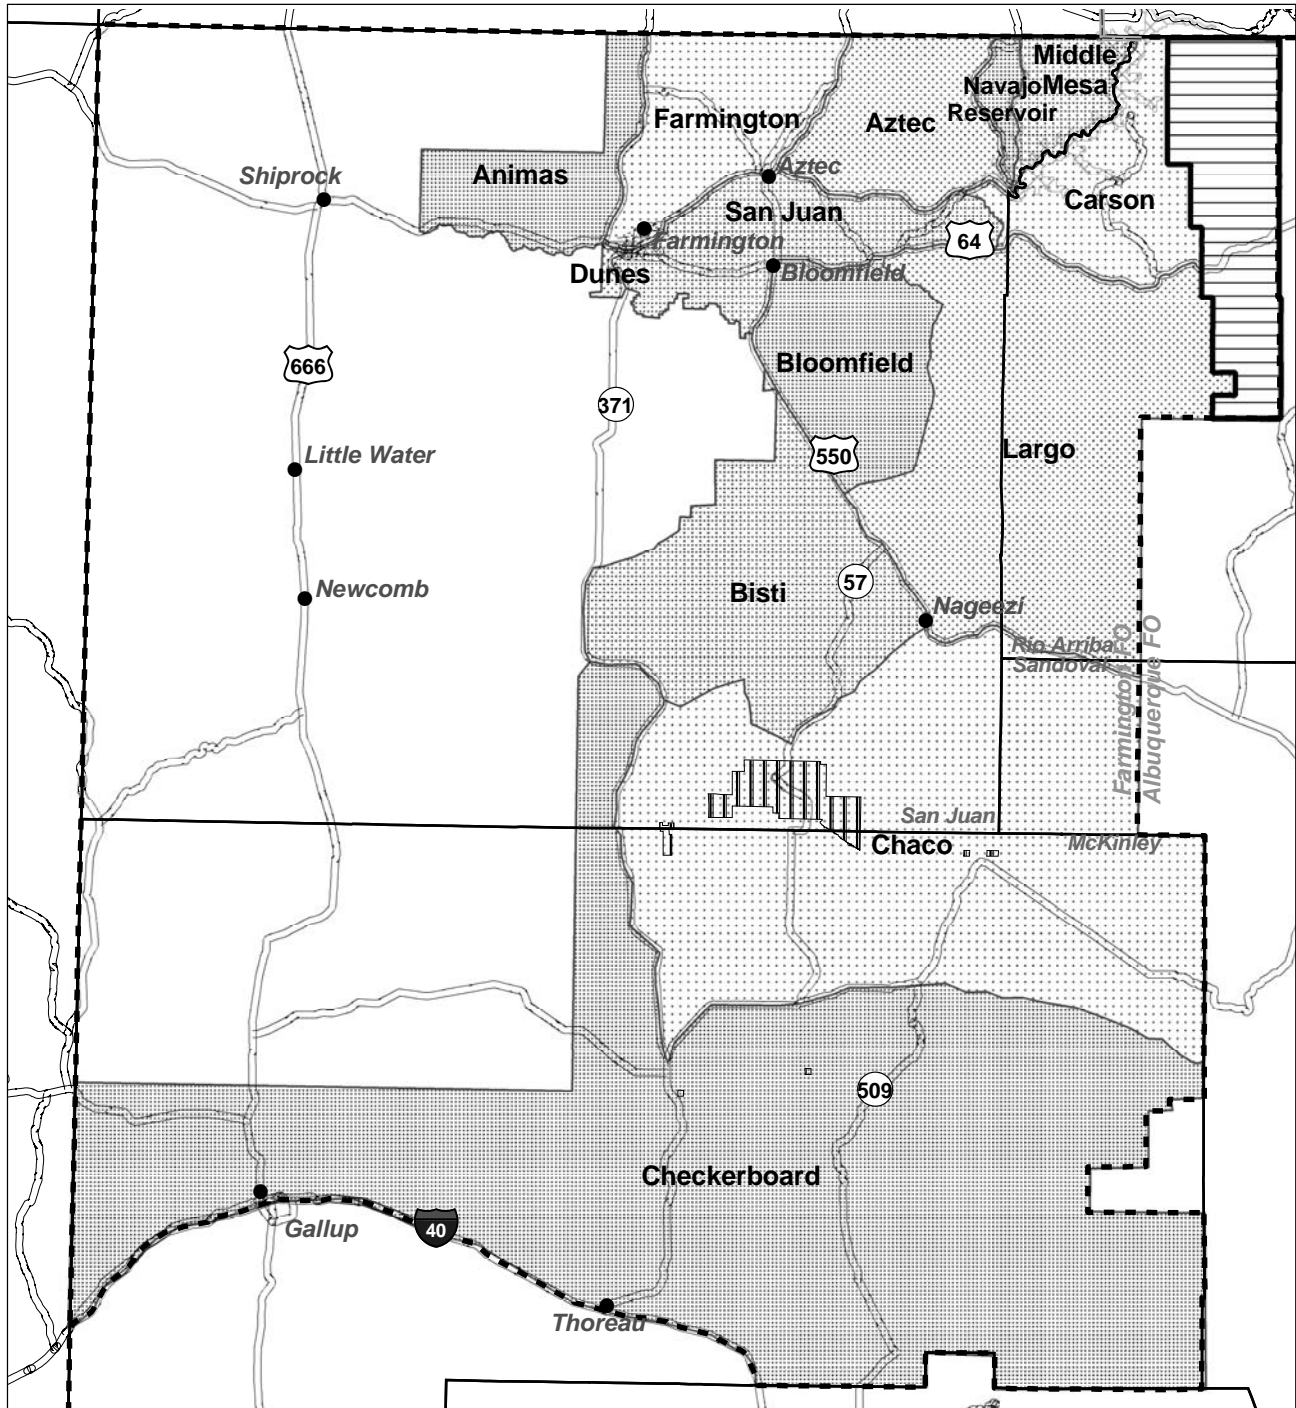 Middle
Navajo Mesa
Reservoir
Farmington
Aztec
Aztec
Animas
Shiprock
Carson
San Juan
Farmington
64
Dunes
Bloomfield
666
Bloomfield
371
550
Largo
Little Water
Bisti
57
Newcomb
Nageezi
Rio Arriba
Sandoval
Farmington FO
Albuquerque FO
San Juan
Chaco
McKinley
509
Checkerboard
Gallup
40
Thoreau